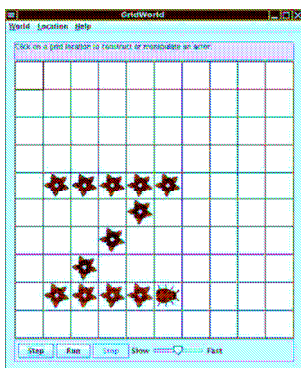 GridWorld
World Location Help
Click on a grid location to construct or manipulate an actor.
Step Run Stop Slow Fast